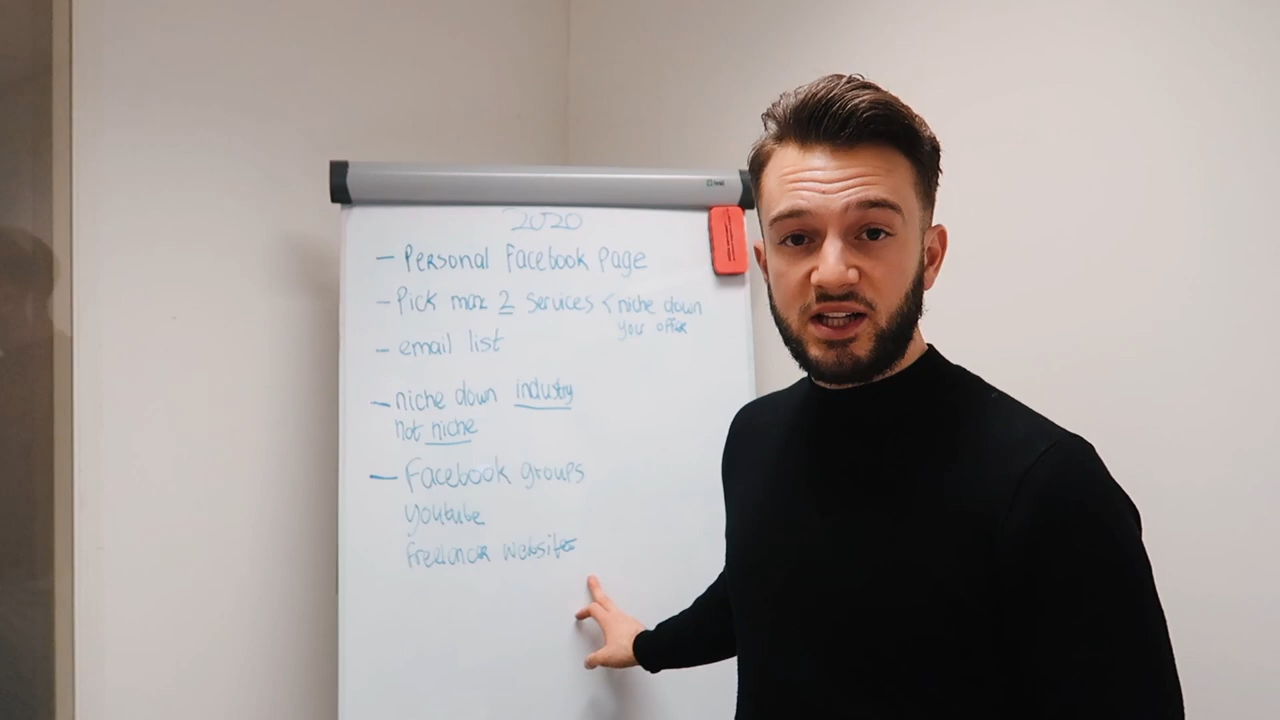 2020
- Personal Facebook Page
- Pick max 2 services < niche down
your offer
- email list
- niche down industry
not niche
- Facebook groups
Youtube
freelancer websites